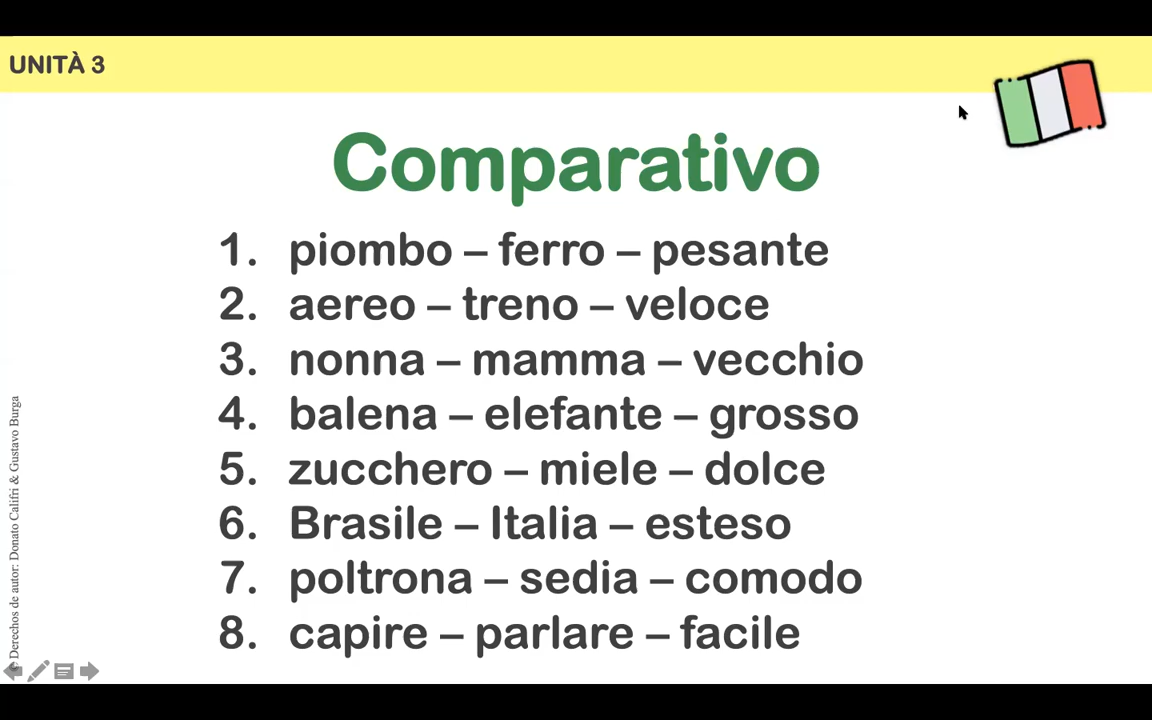 UNITÀ 3
Comparativo
1. piombo – ferro – pesante
2. aereo – treno – veloce
3. nonna – mamma – vecchio
4. balena – elefante – grosso
5. zucchero – miele – dolce
6. Brasile – Italia – esteso
7. poltrona – sedia – comodo
8. capire – parlare – facile
© Derechos de autor: Donato Califri & Gustavo Burga